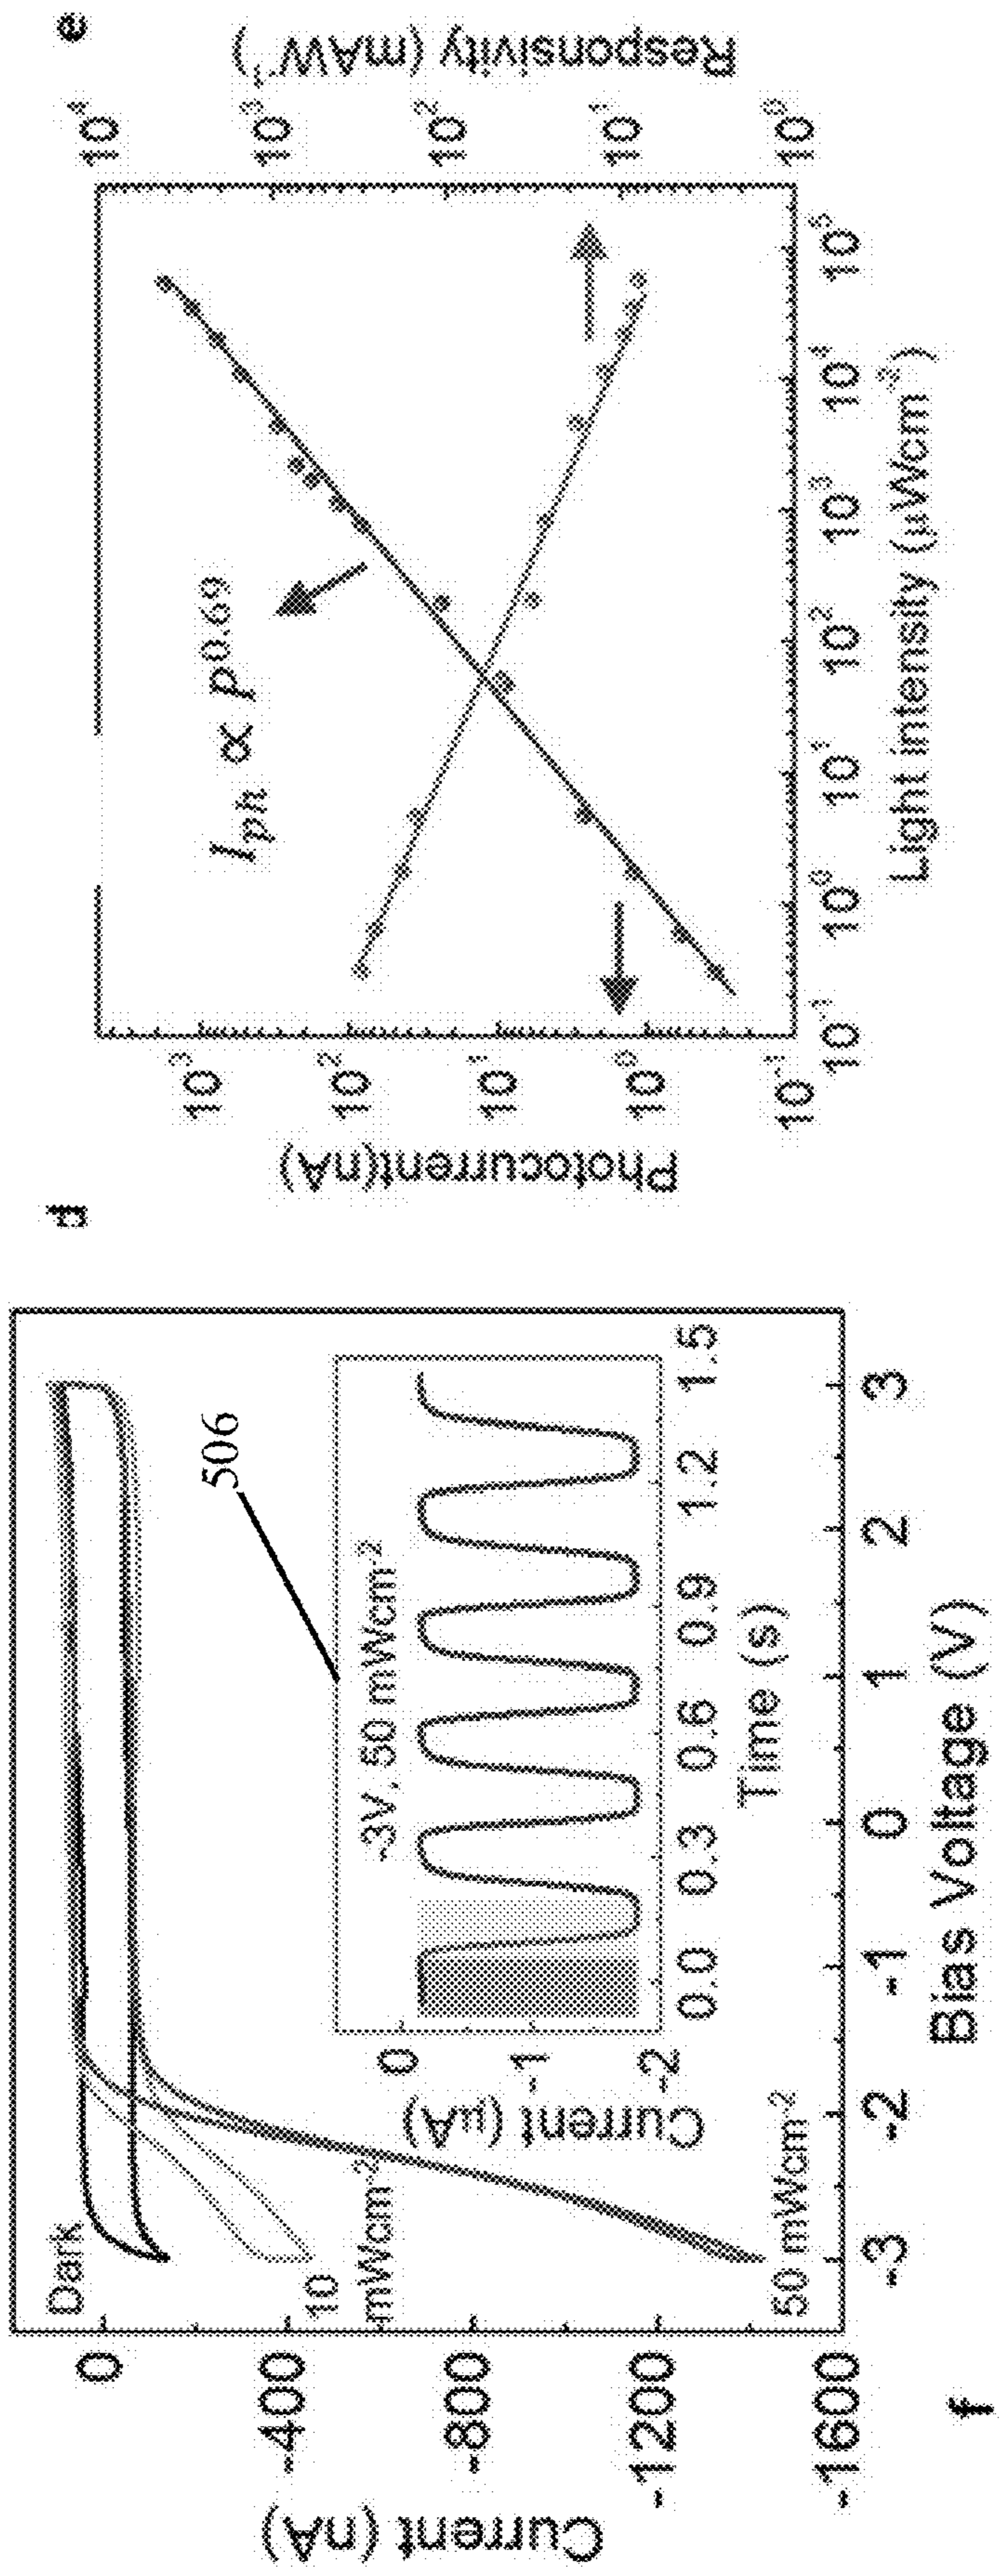 Current (nA)
0
-400
-800
-1200
-1600
Dark
10
mWcm-2
50 mWcm-2
-3
-2
-1
0
1
2
3
Bias Voltage (V)
506
-3V, 50 mWcm-2
Current (μA)
0
-1
-2
0.0
0.3
0.6
0.9
1.2
1.5
Time (s)
f
d
Photocurrent(nA)
10³
10²
10¹
10⁰
10-1
Iph ∝ P0.69
10-1
10⁰
10¹
10²
10³
10⁴
10⁵
Light intensity (μWcm-3)
10⁴
10³
10²
10¹
10⁰
Responsivity (mAW-1)
e